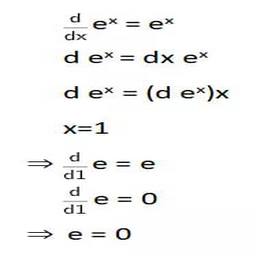 d/dx eˣ = eˣ
d eˣ = dx eˣ
d eˣ = (d eˣ)x
x=1
⇒ d/d1 e = e
d/d1 e = 0
⇒ e = 0